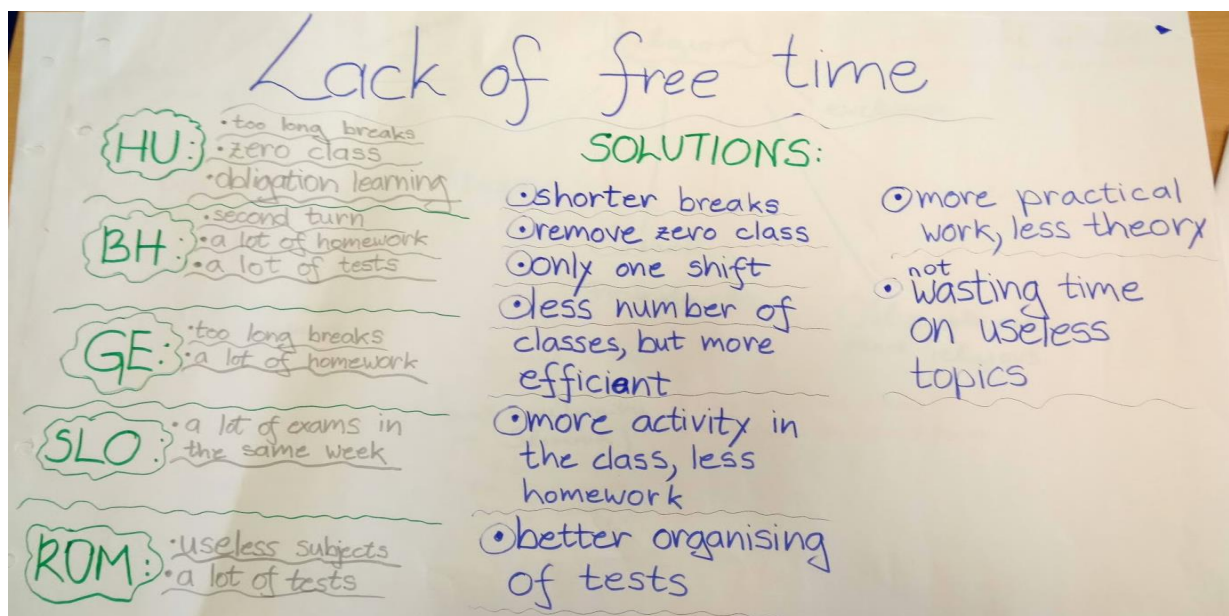 Lack of free time
HU:
•too long breaks
•zero class
•obligation learning
BH:
•second turn
•a lot of homework
•a lot of tests
GE:
•too long breaks
•a lot of homework
SLO:
•a lot of exams in
the same week
ROM:
•useless subjects
•a lot of tests
SOLUTIONS:
•shorter breaks
•remove zero class
•only one shift
•less number of
classes, but more
efficient
•more activity in
the class, less
homework
•better organising
of tests
•more practical
work, less theory
not
•wasting time
on useless
topics